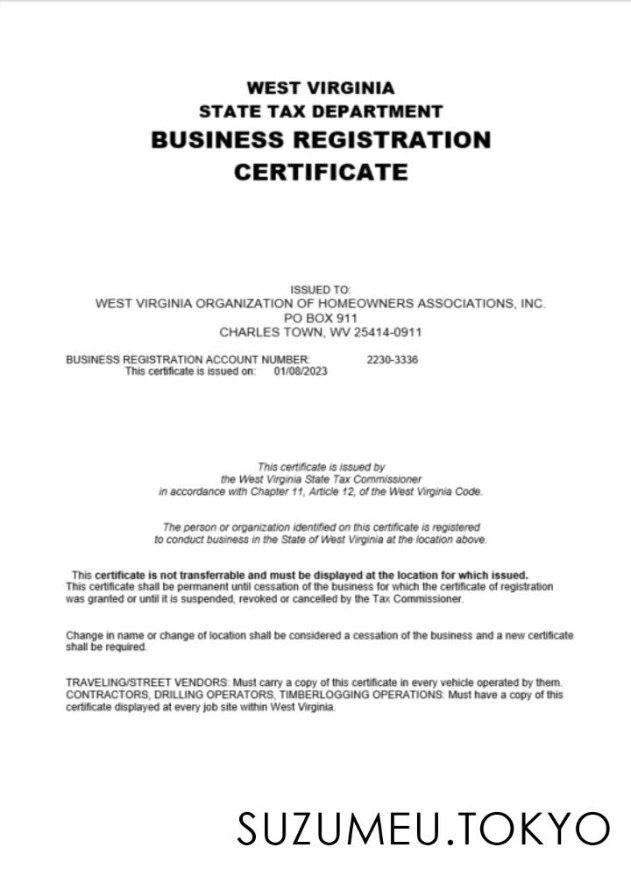 WEST VIRGINIA
STATE TAX DEPARTMENT
BUSINESS REGISTRATION
CERTIFICATE
ISSUED TO:
WEST VIRGINIA ORGANIZATION OF HOMEOWNERS ASSOCIATIONS, INC.
PO BOX 911
CHARLES TOWN, WV 25414-0911
BUSINESS REGISTRATION ACCOUNT NUMBER: 2230-3336
This certificate is issued on: 01/08/2023
This certificate is issued by
the West Virginia State Tax Commissioner
in accordance with Chapter 11, Article 12, of the West Virginia Code.
The person or organization identified on this certificate is registered
to conduct business in the State of West Virginia at the location above.
This certificate is not transferrable and must be displayed at the location for which issued.
This certificate shall be permanent until cessation of the business for which the certificate of registration
was granted or until it is suspended, revoked or cancelled by the Tax Commissioner.
Change in name or change of location shall be considered a cessation of the business and a new certificate
shall be required.
TRAVELING/STREET VENDORS: Must carry a copy of this certificate in every vehicle operated by them.
CONTRACTORS, DRILLING OPERATORS, TIMBER/LOGGING OPERATIONS: Must have a copy of this
certificate displayed at every job site within West Virginia.
SUZUMEU.TOKYO